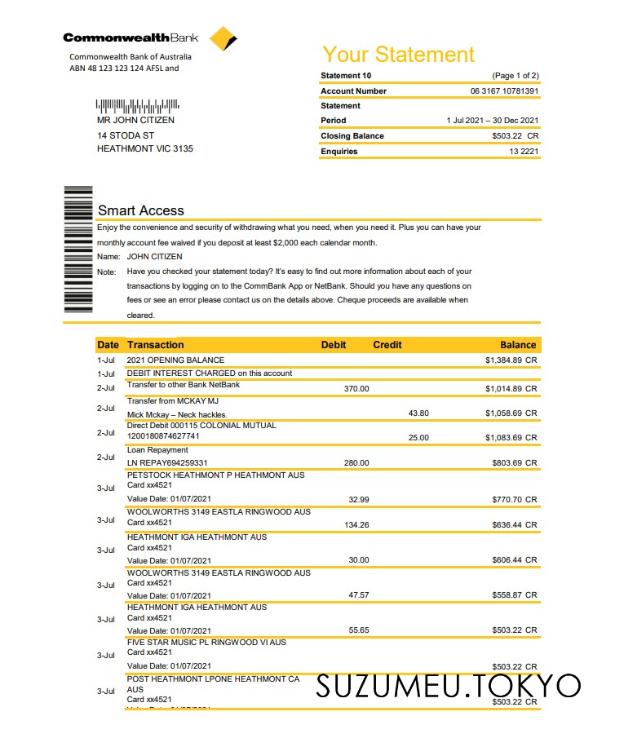 CommonwealthBank
Commonwealth Bank of Australia
ABN 48 123 123 124 AFSL and
Your Statement
Statement 10 (Page 1 of 2)
Account Number 06 3167 10781391
Statement
Period 1 Jul 2021 – 30 Dec 2021
Closing Balance $503.22 CR
Enquiries 13 2221
MR JOHN CITIZEN
14 STODA ST
HEATHMONT VIC 3135
Smart Access
Enjoy the convenience and security of withdrawing what you need, when you need it. Plus you can have your
monthly account fee waived if you deposit at least $2,000 each calendar month.
Name: JOHN CITIZEN
Note: Have you checked your statement today? It's easy to find out more information about each of your
transactions by logging on to the CommBank App or NetBank. Should you have any questions on
fees or see an error please contact us on the details above. Cheque proceeds are available when
cleared.
Date Transaction Debit Credit Balance
1-Jul 2021 OPENING BALANCE $1,384.89 CR
1-Jul DEBIT INTEREST CHARGED on this account
2-Jul Transfer to other Bank NetBank 370.00 $1,014.89 CR
2-Jul Transfer from MCKAY MJ
Mick Mckay – Neck hackles. 43.80 $1,058.69 CR
2-Jul Direct Debit 000115 COLONIAL MUTUAL
1200180874627741 25.00 $1,083.69 CR
2-Jul Loan Repayment
LN REPAY694259331 280.00 $803.69 CR
3-Jul PETSTOCK HEATHMONT P HEATHMONT AUS
Card xx4521
Value Date: 01/07/2021 32.99 $770.70 CR
3-Jul WOOLWORTHS 3149 EASTLA RINGWOOD AUS
Card xx4521 134.26 $636.44 CR
3-Jul HEATHMONT IGA HEATHMONT AUS
Card xx4521
Value Date: 01/07/2021 30.00 $606.44 CR
3-Jul WOOLWORTHS 3149 EASTLA RINGWOOD AUS
Card xx4521
Value Date: 01/07/2021 47.57 $558.87 CR
3-Jul HEATHMONT IGA HEATHMONT AUS
Card xx4521
Value Date: 01/07/2021 55.65 $503.22 CR
3-Jul FIVE STAR MUSIC PL RINGWOOD VI AUS
Card xx4521
Value Date: 01/07/2021 $503.22 CR
3-Jul POST HEATHMONT LPONE HEATHMONT CA
AUS
Card xx4521 $503.22 CR
SUZUMEU.TOKYO